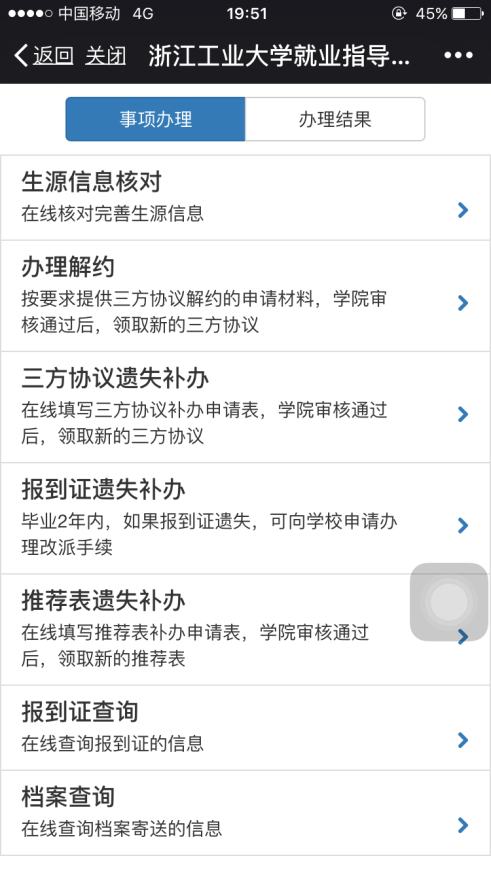 中国移动 4G 19:51 45%
返回 关闭 浙江工业大学就业指导...
事项办理 办理结果
生源信息核对
在线核对完善生源信息
办理解约
按要求提供三方协议解约的申请材料，学院审
核通过后，领取新的三方协议
三方协议遗失补办
在线填写三方协议补办申请表，学院审核通过
后，领取新的三方协议
报到证遗失补办
毕业2年内，如果报到证遗失，可向学校申请办
理改派手续
推荐表遗失补办
在线填写推荐表补办申请表，学院审核通过
后，领取新的推荐表
报到证查询
在线查询报到证的信息
档案查询
在线查询档案寄送的信息